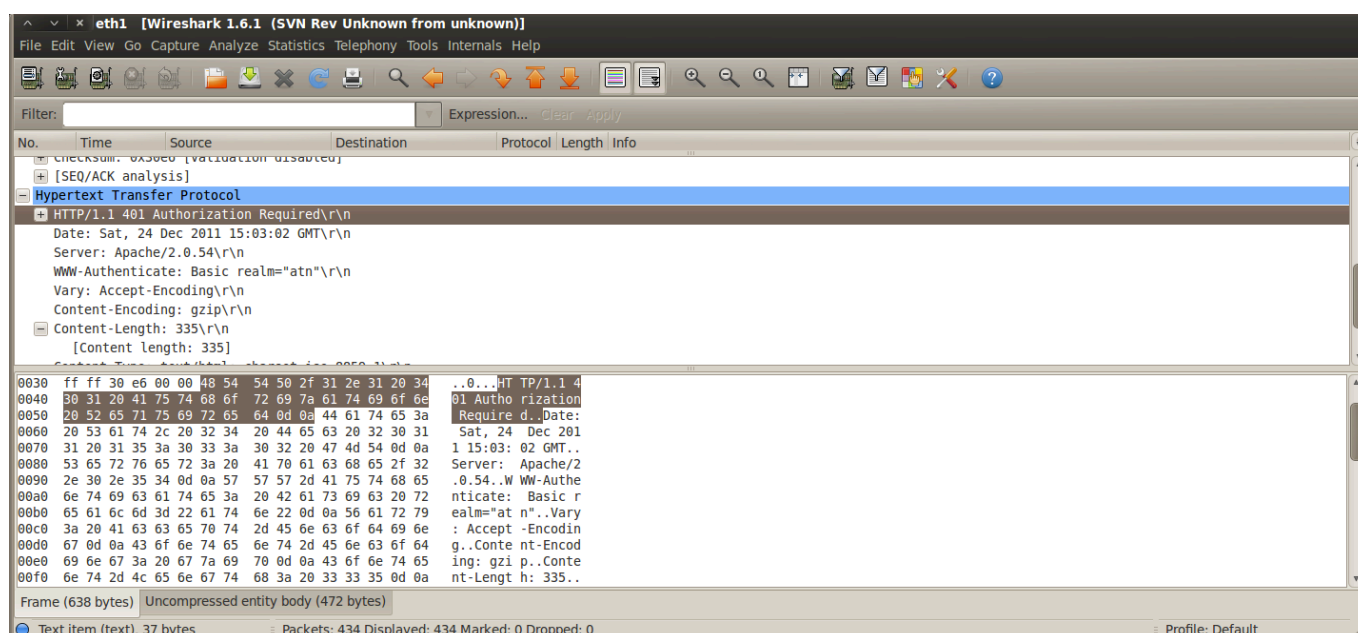 eth1 [Wireshark 1.6.1 (SVN Rev Unknown from unknown)]
File Edit View Go Capture Analyze Statistics Telephony Tools Internals Help
Filter: Expression... Clear Apply
No. Time Source Destination Protocol Length Info
Checksum: 0x30e6 [validation disabled]
[SEQ/ACK analysis]
Hypertext Transfer Protocol
HTTP/1.1 401 Authorization Required\r\n
Date: Sat, 24 Dec 2011 15:03:02 GMT\r\n
Server: Apache/2.0.54\r\n
WWW-Authenticate: Basic realm="atn"\r\n
Vary: Accept-Encoding\r\n
Content-Encoding: gzip\r\n
Content-Length: 335\r\n
[Content length: 335]
Content-Type: text/html; charset=iso-8859-1\r\n
0030 ff ff 30 e6 00 00 48 54 54 50 2f 31 2e 31 20 34 ..0...HT TP/1.1 4
0040 30 31 20 41 75 74 68 6f 72 69 7a 61 74 69 6f 6e 01 Autho rization
0050 20 52 65 71 75 69 72 65 64 0d 0a 44 61 74 65 3a Require d..Date:
0060 20 53 61 74 2c 20 32 34 20 44 65 63 20 32 30 31 Sat, 24 Dec 201
0070 31 20 31 35 3a 30 33 3a 30 32 20 47 4d 54 0d 0a 1 15:03: 02 GMT..
0080 53 65 72 76 65 72 3a 20 41 70 61 63 68 65 2f 32 Server: Apache/2
0090 2e 30 2e 35 34 0d 0a 57 57 57 2d 41 75 74 68 65 .0.54..W WW-Authe
00a0 6e 74 69 63 61 74 65 3a 20 42 61 73 69 63 20 72 nticate: Basic r
00b0 65 61 6c 6d 3d 22 61 74 6e 22 0d 0a 56 61 72 79 ealm="at n"..Vary
00c0 3a 20 41 63 63 65 70 74 2d 45 6e 63 6f 64 69 6e : Accept -Encodin
00d0 67 0d 0a 43 6f 6e 74 65 6e 74 2d 45 6e 63 6f 64 g..Conte nt-Encod
00e0 69 6e 67 3a 20 67 7a 69 70 0d 0a 43 6f 6e 74 65 ing: gzi p..Conte
00f0 6e 74 2d 4c 65 6e 67 74 68 3a 20 33 33 35 0d 0a nt-Lengt h: 335..
Frame (638 bytes) Uncompressed entity body (472 bytes)
Text item (text), 37 bytes Packets: 434 Displayed: 434 Marked: 0 Dropped: 0 Profile: Default